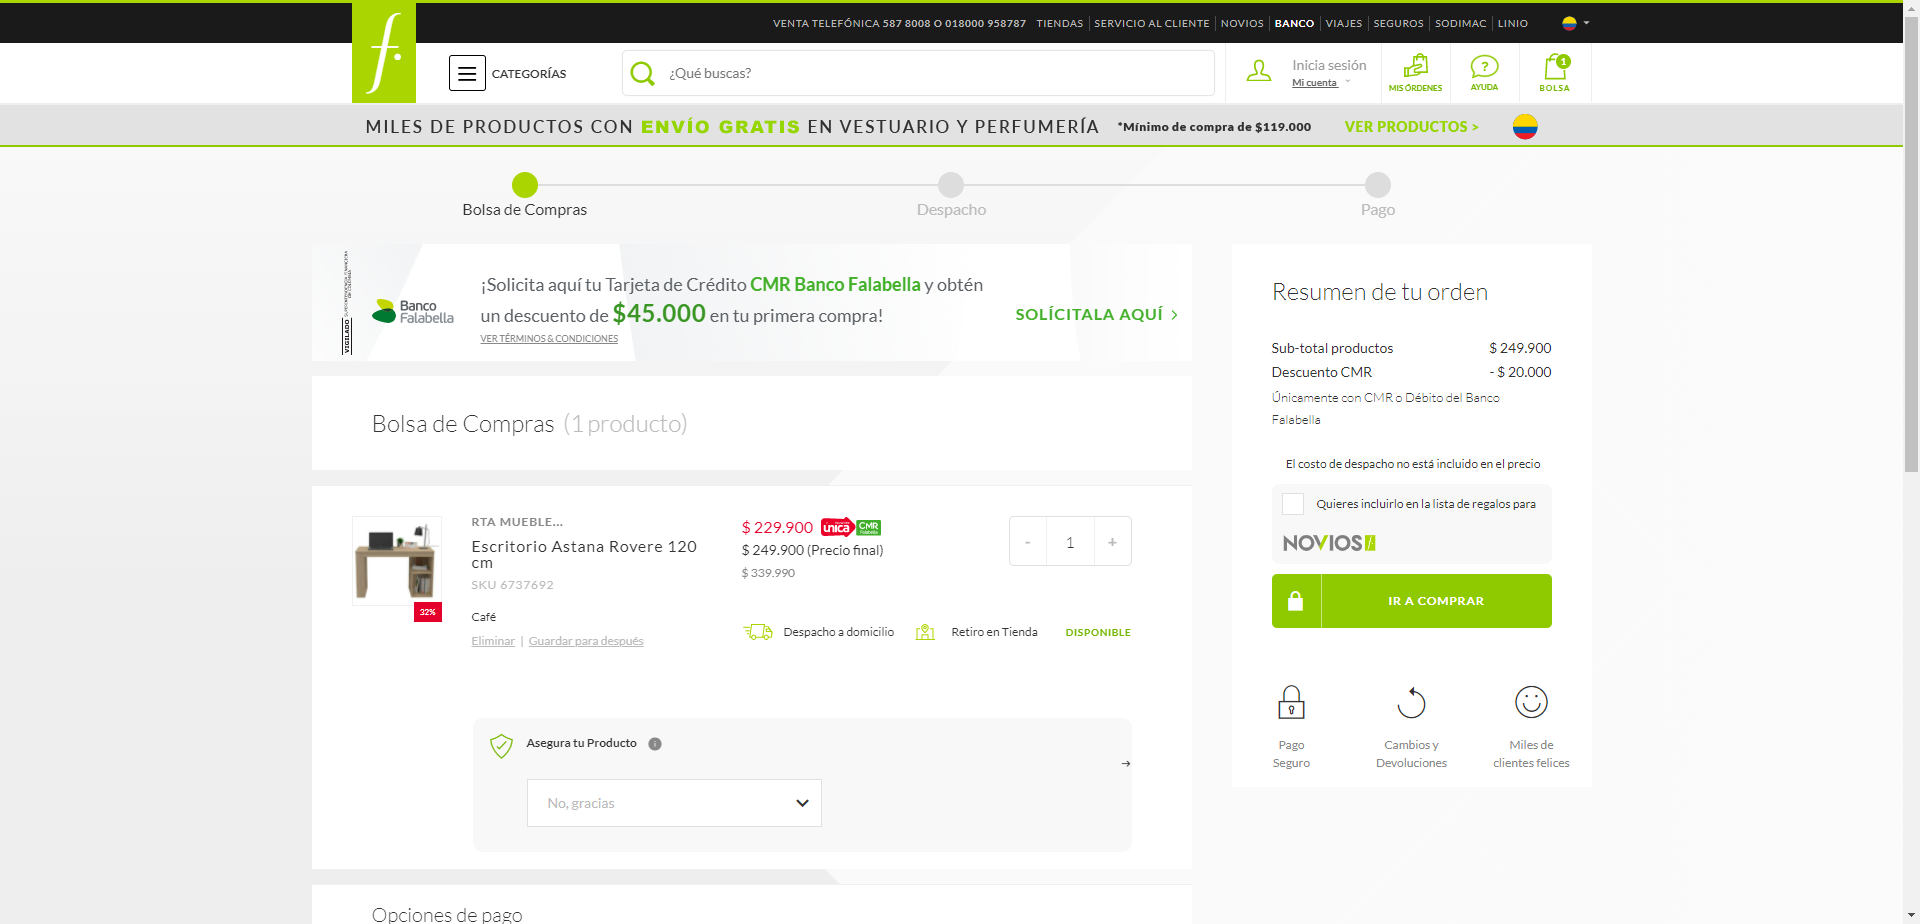 VENTA TELEFÓNICA 587 8008 O 018000 958787 TIENDAS SERVICIO AL CLIENTE NOVIOS BANCO VIAJES SEGUROS SODIMAC LINIO
f.
CATEGORÍAS
¿Qué buscas?
Inicia sesión
Mi cuenta
MIS ÓRDENES
AYUDA
1
BOLSA
MILES DE PRODUCTOS CON ENVÍO GRATIS EN VESTUARIO Y PERFUMERÍA *Mínimo de compra de $119.000 VER PRODUCTOS >
Bolsa de Compras
Despacho
Pago
VIGILADO SUPERINTENDENCIA FINANCIERA
DE COLOMBIA
Banco
Falabella
¡Solicita aquí tu Tarjeta de Crédito CMR Banco Falabella y obtén
un descuento de $45.000 en tu primera compra!
VER TÉRMINOS & CONDICIONES
SOLÍCITALA AQUÍ >
Bolsa de Compras (1 producto)
32%
RTA MUEBLE...
Escritorio Astana Rovere 120
cm
SKU 6737692
Café
Eliminar | Guardar para después
$ 229.900 única CMR Falabella
$ 249.900 (Precio final)
$ 339.990
- 1 +
Despacho a domicilio
Retiro en Tienda
DISPONIBLE
Asegura tu Producto i
No, gracias
Opciones de pago
Resumen de tu orden
Sub-total productos $ 249.900
Descuento CMR - $ 20.000
Únicamente con CMR o Débito del Banco
Falabella
El costo de despacho no está incluido en el precio
Quieres incluirlo en la lista de regalos para
NOVIOS f.
IR A COMPRAR
Pago
Seguro
Cambios y
Devoluciones
Miles de
clientes felices